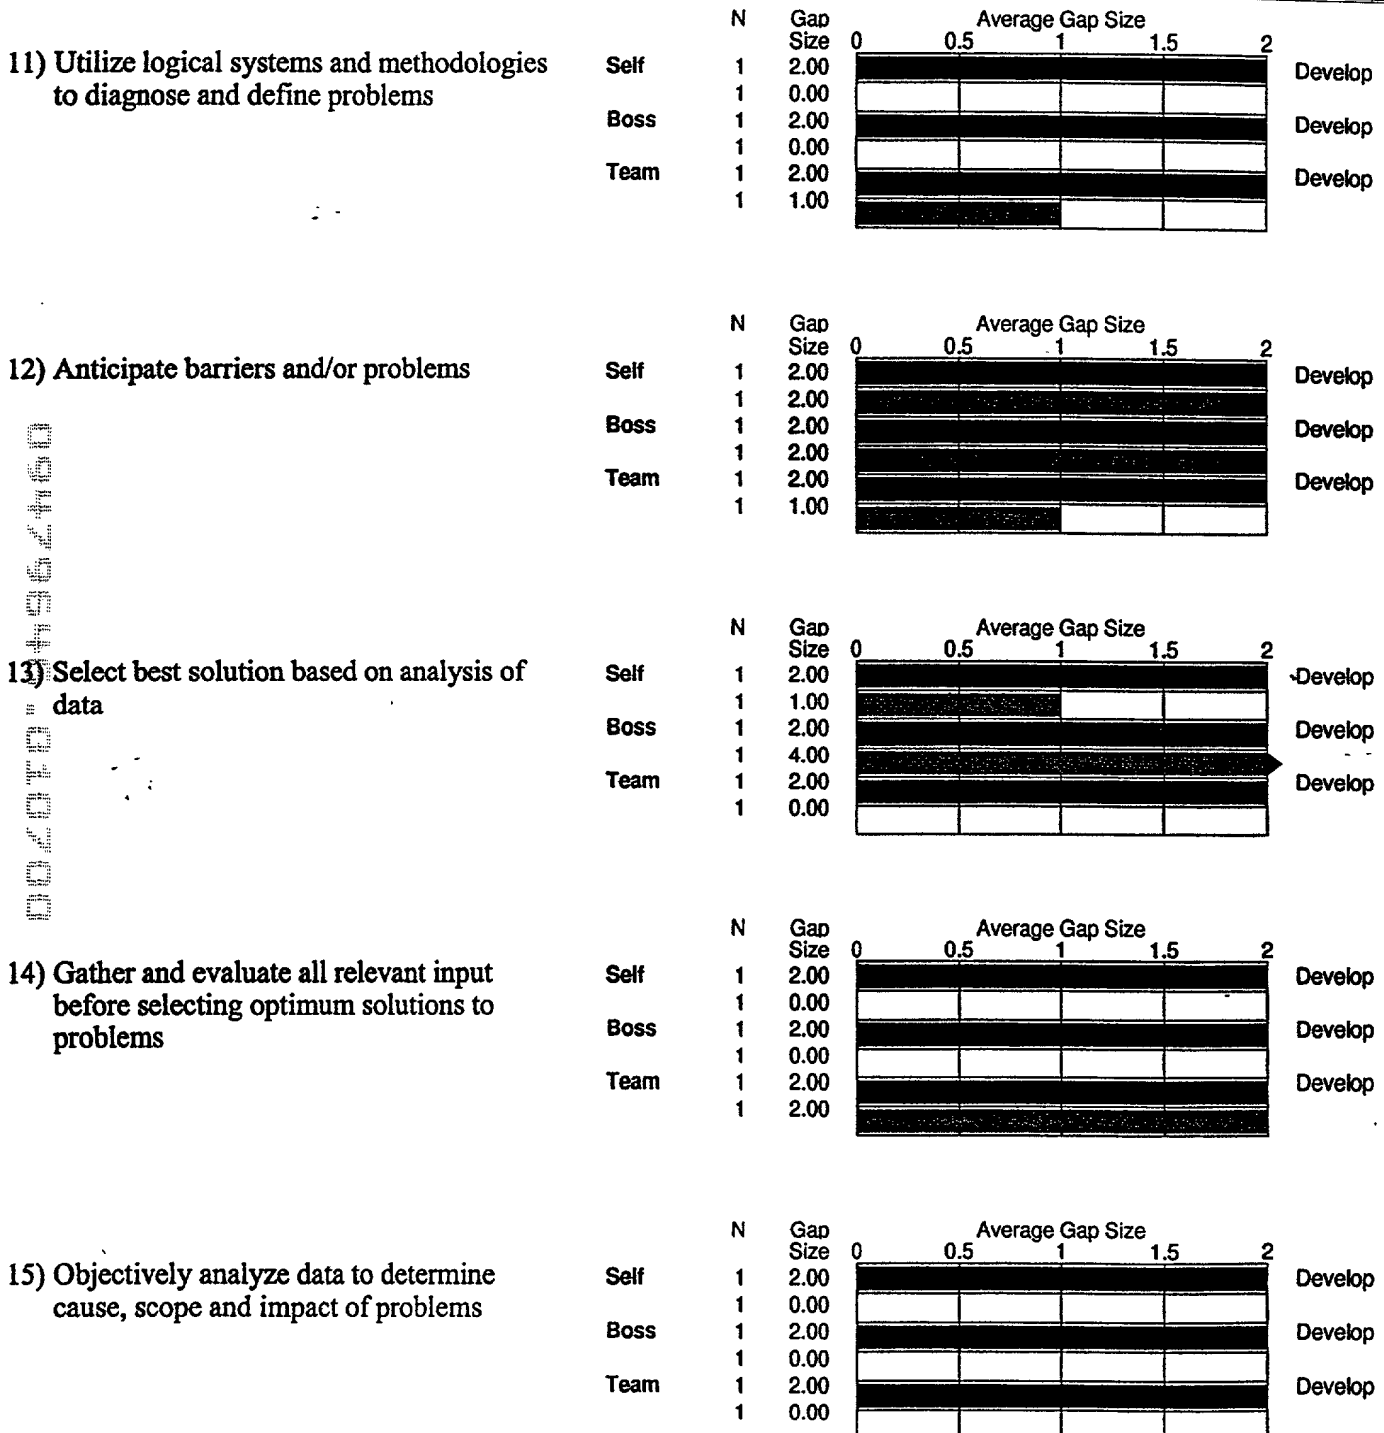 N Gap Average Gap Size
Size 0 0.5 1 1.5 2
11) Utilize logical systems and methodologies Self 1 2.00 Develop
to diagnose and define problems 1 0.00
Boss 1 2.00 Develop
1 0.00
Team 1 2.00 Develop
1 1.00
N Gap Average Gap Size
Size 0 0.5 1 1.5 2
12) Anticipate barriers and/or problems Self 1 2.00 Develop
1 2.00
Boss 1 2.00 Develop
1 2.00
Team 1 2.00 Develop
1 1.00
N Gap Average Gap Size
Size 0 0.5 1 1.5 2
13) Select best solution based on analysis of Self 1 2.00 Develop
data 1 1.00
Boss 1 2.00 Develop
1 4.00
Team 1 2.00 Develop
1 0.00
N Gap Average Gap Size
Size 0 0.5 1 1.5 2
14) Gather and evaluate all relevant input Self 1 2.00 Develop
before selecting optimum solutions to 1 0.00
problems Boss 1 2.00 Develop
1 0.00
Team 1 2.00 Develop
1 2.00
N Gap Average Gap Size
Size 0 0.5 1 1.5 2
15) Objectively analyze data to determine Self 1 2.00 Develop
cause, scope and impact of problems 1 0.00
Boss 1 2.00 Develop
1 0.00
Team 1 2.00 Develop
1 0.00